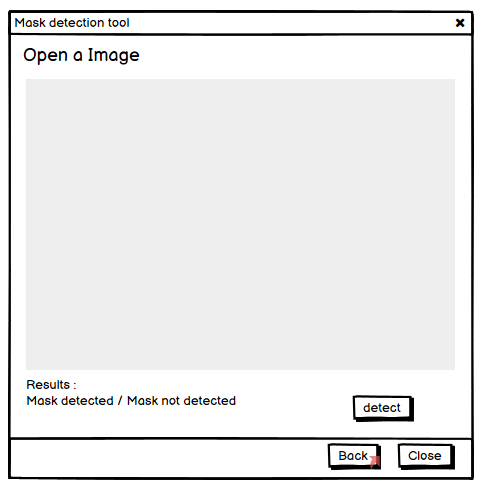 Mask detection tool
Open a Image
Results :
Mask detected / Mask not detected
detect
Back
Close